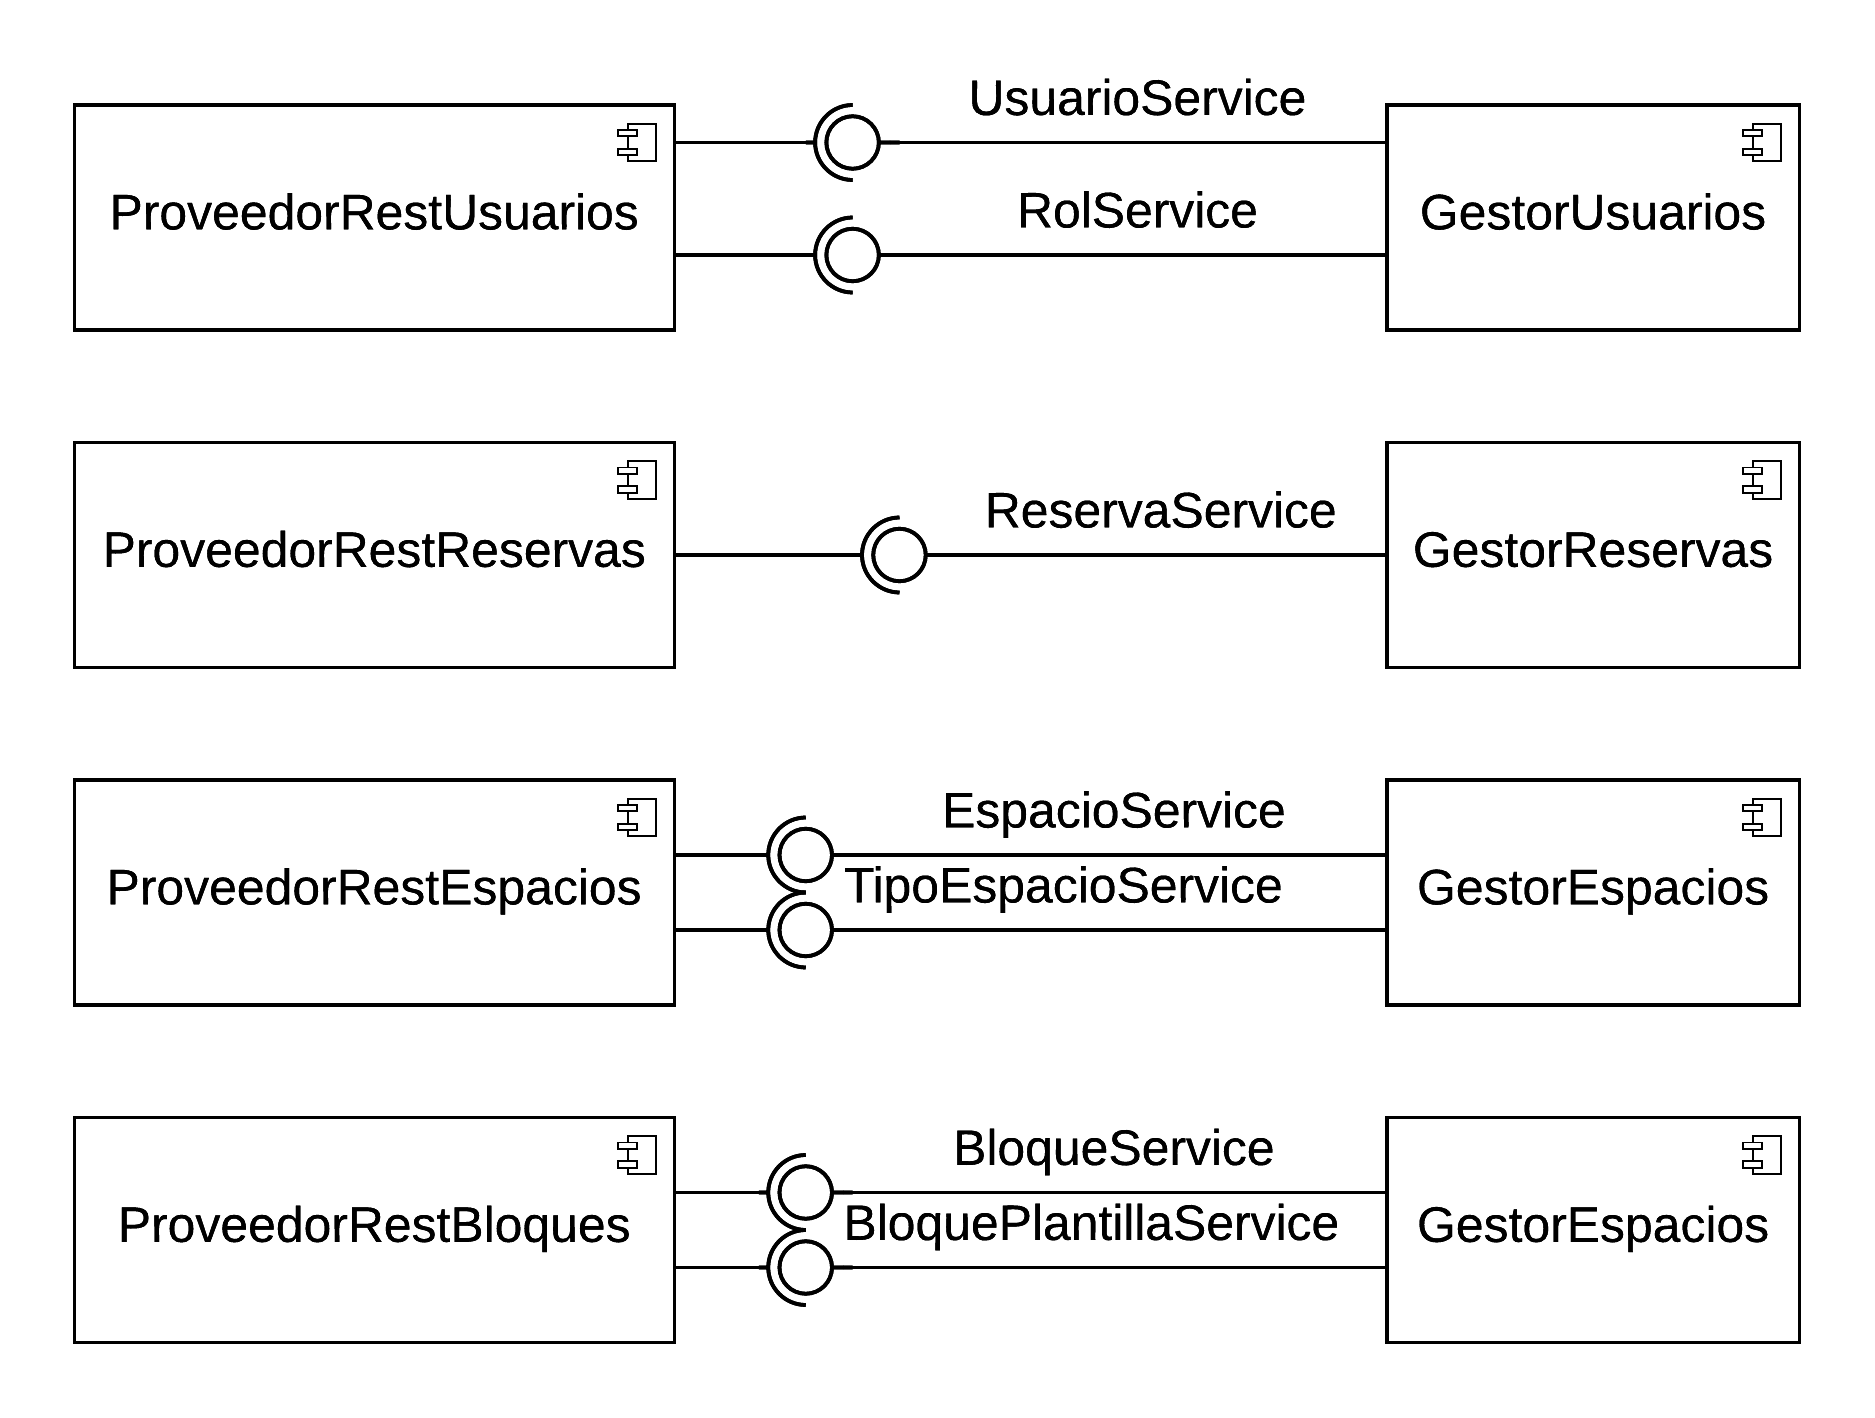 UsuarioService
ProveedorRestUsuarios
RolService
GestorUsuarios
ReservaService
ProveedorRestReservas
GestorReservas
EspacioService
ProveedorRestEspacios
TipoEspacioService
GestorEspacios
BloqueService
ProveedorRestBloques
BloquePlantillaService
GestorEspacios